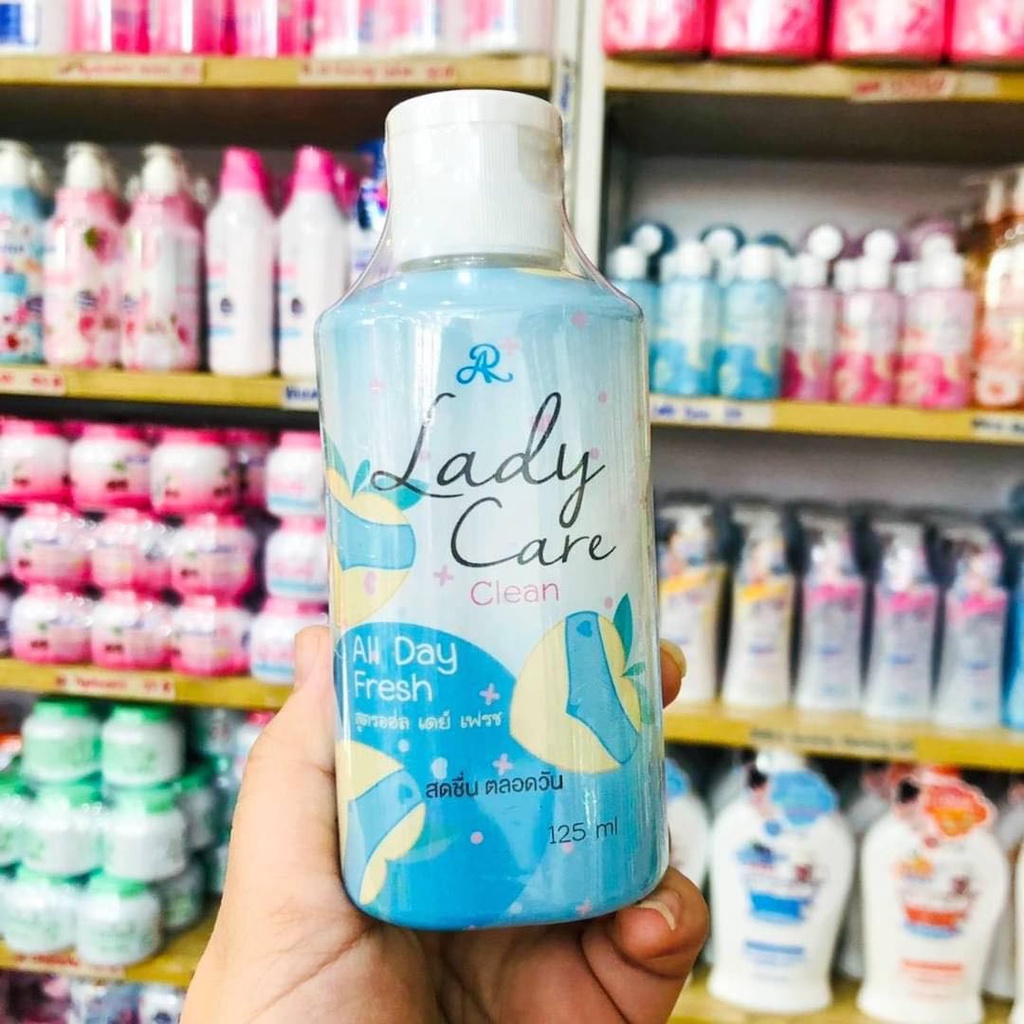 AR
Lady
Care
Clean
All Day
Fresh
สูตรออล เดย์ เฟรช
สดชื่น ตลอดวัน
125 ml